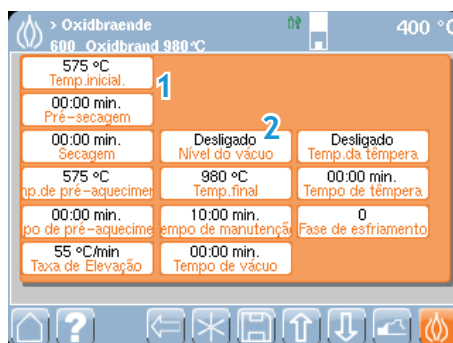 > Oxidbraende
400 °C
600 Oxidbrand 980 °C
575 °C
Temp.inicial.
1
00:00 min.
Pré-secagem
2
00:00 min.
Secagem
Desligado
Nível do vácuo
Desligado
Temp.da têmpera
575 °C
mp.de pré-aquecimer
980 °C
Temp.final
00:00 min.
Tempo de têmpera
00:00 min.
po de pré-aquecime
10:00 min.
empo de manutençã
0
Fase de esfriamento
55 °C/min
Taxa de Elevação
00:00 min.
Tempo de vácuo
?